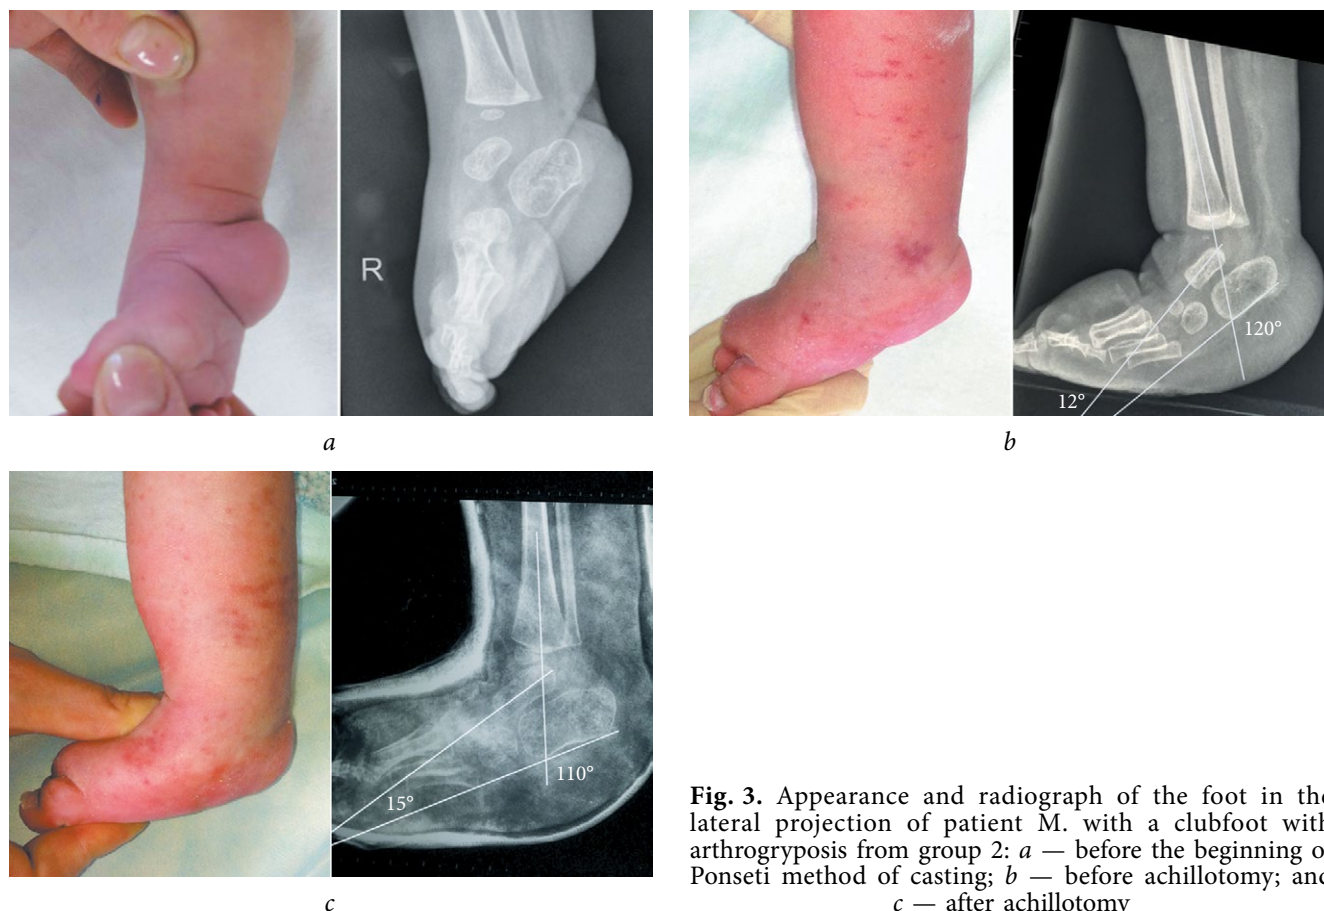 R
a
120°
12°
b
15°
110°
c
Fig. 3. Appearance and radiograph of the foot in the
lateral projection of patient M. with a clubfoot with
arthrogryposis from group 2: a — before the beginning of
Ponseti method of casting; b — before achillotomy; and
c — after achillotomy